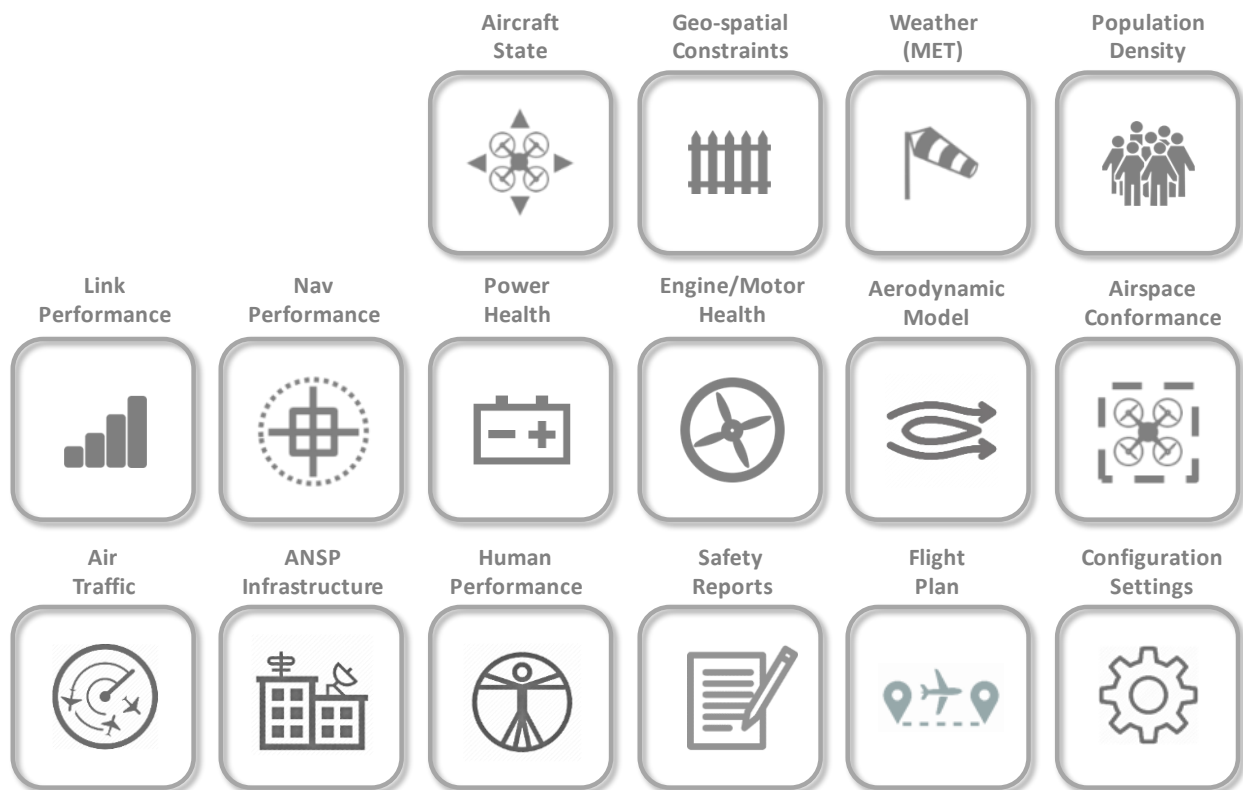 Aircraft
State
Geo-spatial
Constraints
Weather
(MET)
Population
Density
Link
Performance
Nav
Performance
Power
Health
Engine/Motor
Health
Aerodynamic
Model
Airspace
Conformance
Air
Traffic
ANSP
Infrastructure
Human
Performance
Safety
Reports
Flight
Plan
Configuration
Settings